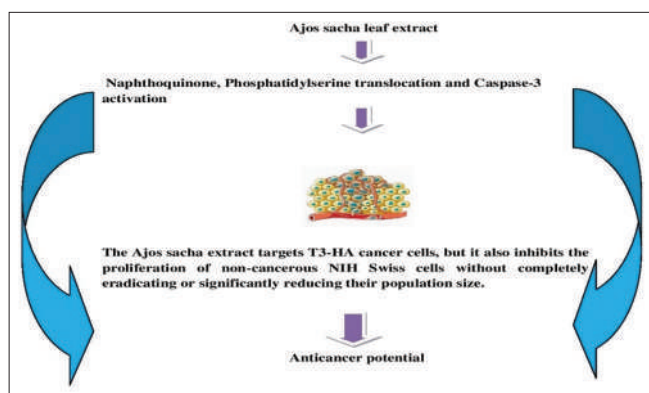 Ajos sacha leaf extract
Naphthoquinone, Phosphatidylserine translocation and Caspase-3
activation
The Ajos sacha extract targets T3-HA cancer cells, but it also inhibits the
proliferation of non-cancerous NIH Swiss cells without completely
eradicating or significantly reducing their population size.
Anticancer potential